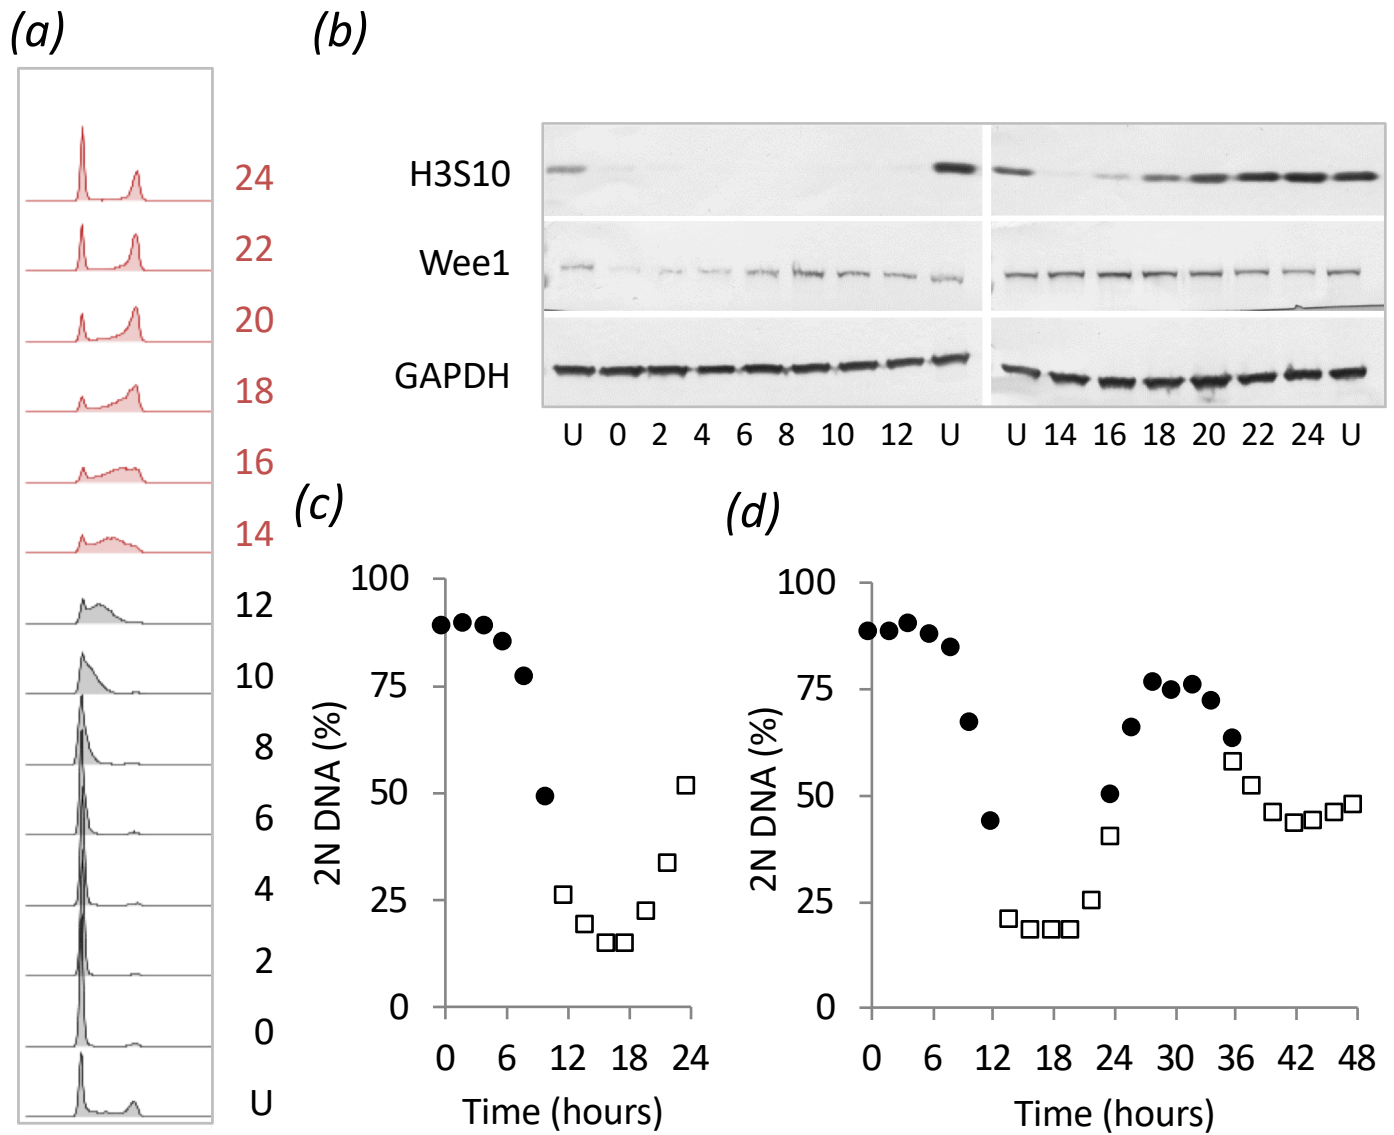 (a)
24
22
20
18
16
14
12
10
8
6
4
2
0
U
(b)
H3S10
Wee1
GAPDH
U 0 2 4 6 8 10 12 U U 14 16 18 20 22 24 U
(c)
2N DNA (%)
100
75
50
25
0
0 6 12 18 24
Time (hours)
(d)
2N DNA (%)
100
75
50
25
0
0 6 12 18 24 30 36 42 48
Time (hours)